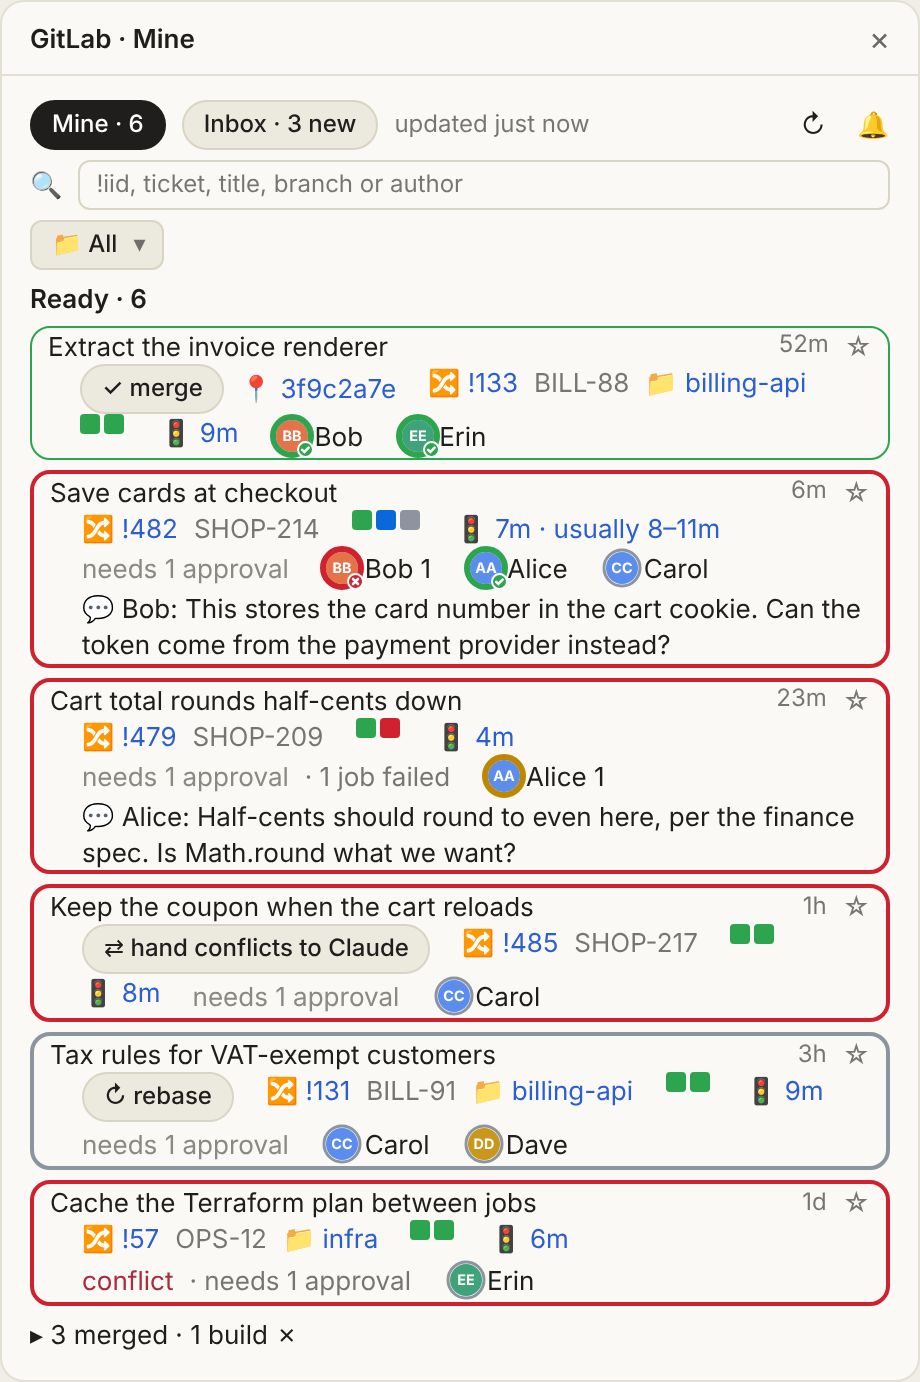 GitLab · Mine ×
Mine · 6 Inbox · 3 new updated just now ↻ 🔔
🔍 !iid, ticket, title, branch or author
📁 All ▾
Ready · 6
Extract the invoice renderer 52m ☆
✓ merge 📍 3f9c2a7e 🔀 !133 BILL-88 📁 billing-api
🚦 9m BB Bob EE Erin
Save cards at checkout 6m ☆
🔀 !482 SHOP-214 🚦 7m · usually 8–11m
needs 1 approval BB Bob 1 AA Alice CC Carol
💬 Bob: This stores the card number in the cart cookie. Can the
token come from the payment provider instead?
Cart total rounds half-cents down 23m ☆
🔀 !479 SHOP-209 🚦 4m
needs 1 approval · 1 job failed AA Alice 1
💬 Alice: Half-cents should round to even here, per the finance
spec. Is Math.round what we want?
Keep the coupon when the cart reloads 1h ☆
⇄ hand conflicts to Claude 🔀 !485 SHOP-217
🚦 8m needs 1 approval CC Carol
Tax rules for VAT-exempt customers 3h ☆
↻ rebase 🔀 !131 BILL-91 📁 billing-api 🚦 9m
needs 1 approval CC Carol DD Dave
Cache the Terraform plan between jobs 1d ☆
🔀 !57 OPS-12 📁 infra 🚦 6m
conflict · needs 1 approval EE Erin
▸ 3 merged · 1 build ×